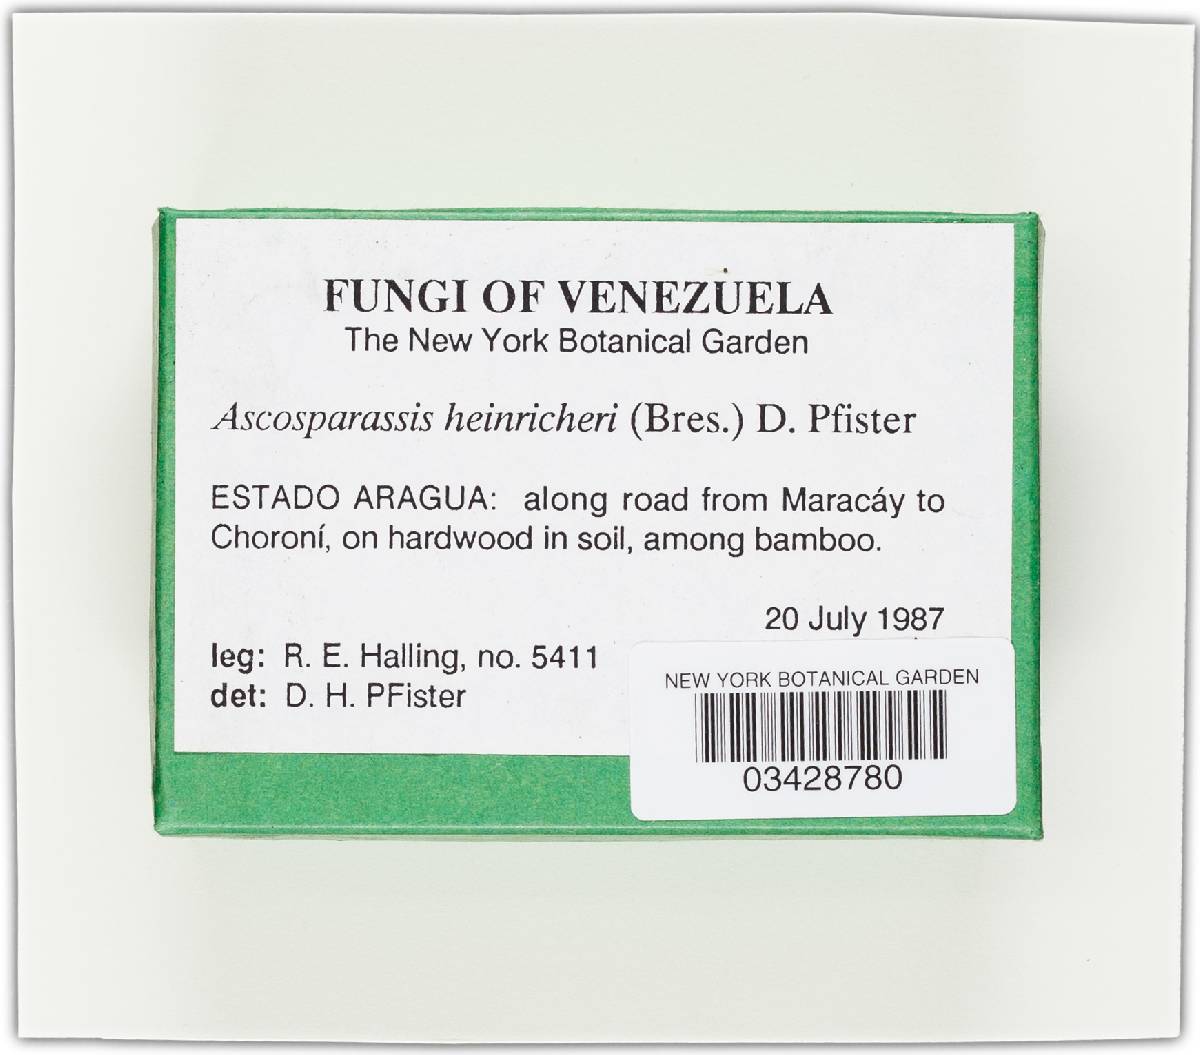 FUNGI OF VENEZUELA
The New York Botanical Garden
Ascosparassis heinricheri (Bres.) D. Pfister
ESTADO ARAGUA: along road from Maracáy to
Choroní, on hardwood in soil, among bamboo.
20 July 1987
leg: R. E. Halling, no. 5411
det: D. H. PFister
NEW YORK BOTANICAL GARDEN
03428780